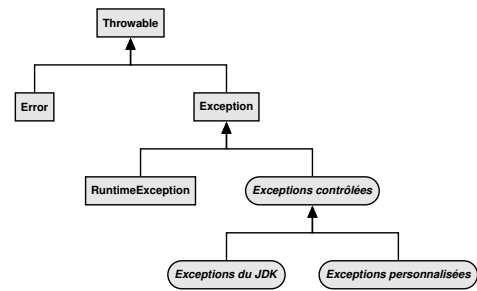 Throwable
Error
Exception
RuntimeException
Exceptions contrôlées
Exceptions du JDK
Exceptions personnalisées